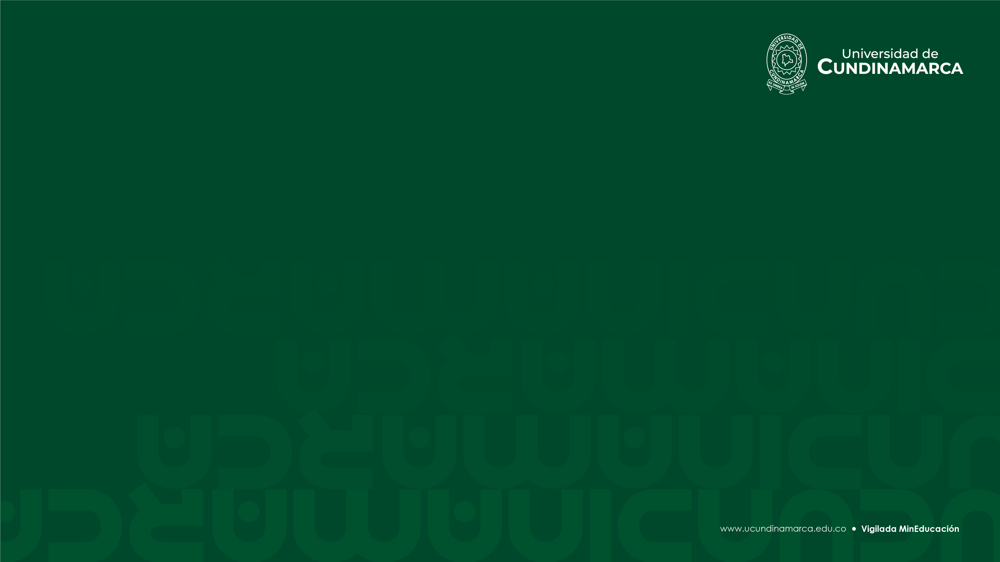 UNIVERSIDAD DE
CUNDINAMARCA
EX UMBRA IN SOLEM
Universidad de
CUNDINAMARCA
www.ucundinamarca.edu.co • Vigilada MinEducación